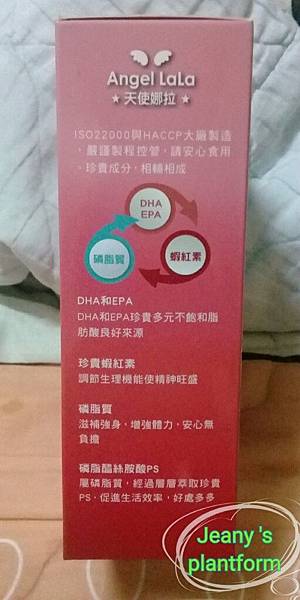 Angel LaLa
★天使娜拉★
ISO22000與HACCP大廠製造
，嚴謹製程控管，請安心食用
。珍貴成分，相輔相成
DHA
EPA
磷脂質
蝦紅素
DHA和EPA
DHA和EPA珍貴多元不飽和脂
肪酸良好來源
珍貴蝦紅素
調節生理機能使精神旺盛
磷脂質
滋補強身，增強體力，安心無
負擔
磷脂醯絲胺酸PS
屬磷脂質，經過層層萃取珍貴
PS，促進生活效率，好處多多
Jeany 's
plantform